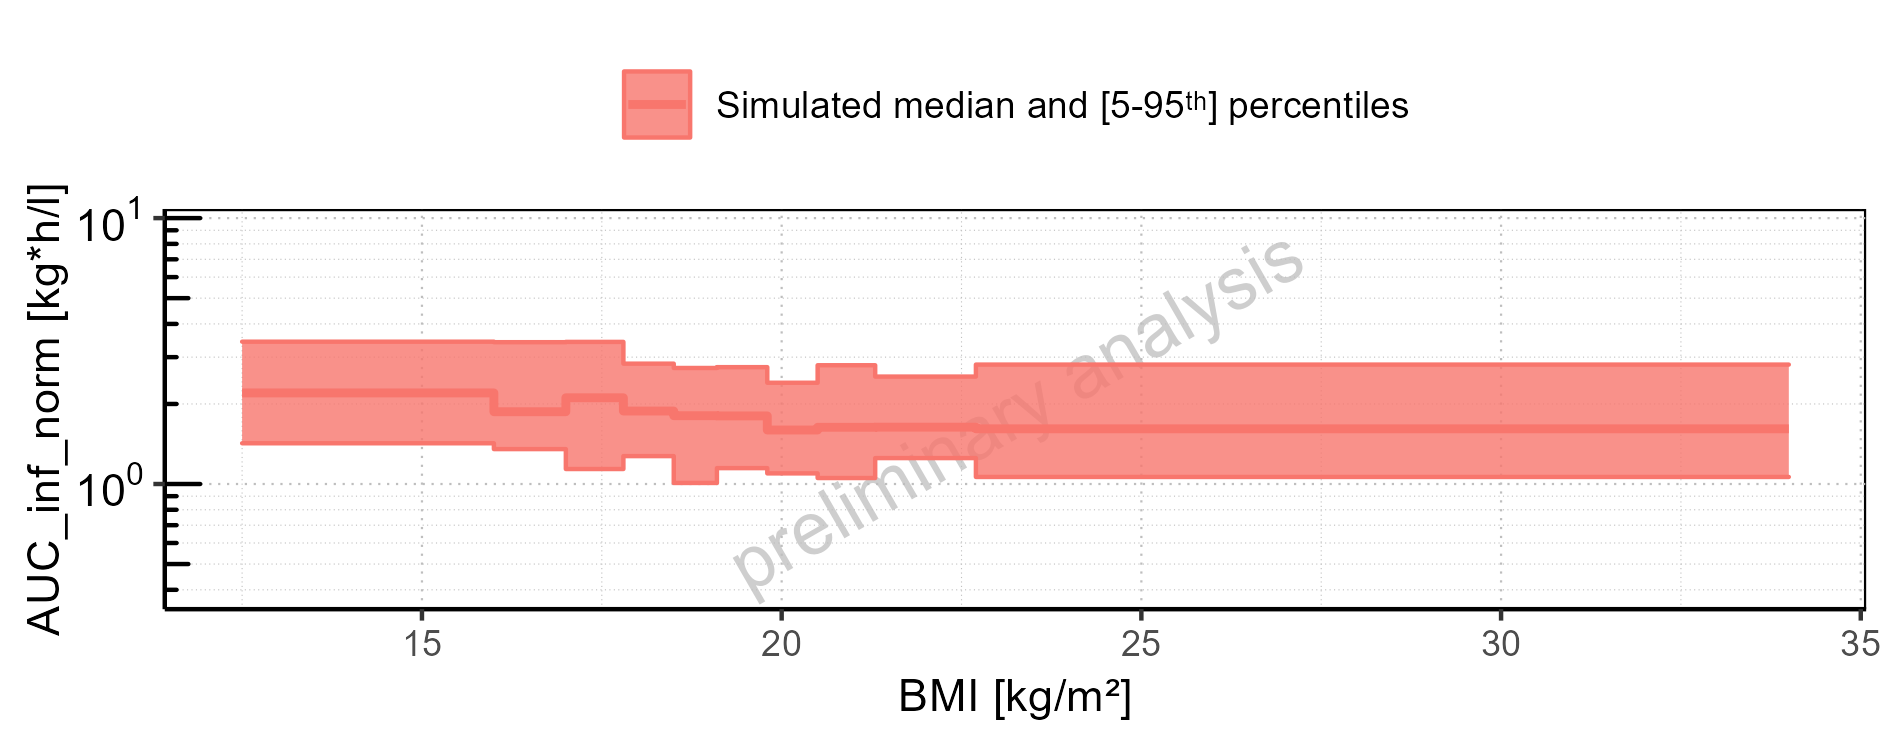 Simulated median and [5-95th] percentiles
AUC_inf_norm [kg*h/l]
10¹
10⁰
preliminary analysis
15 20 25 30 35
BMI [kg/m²]